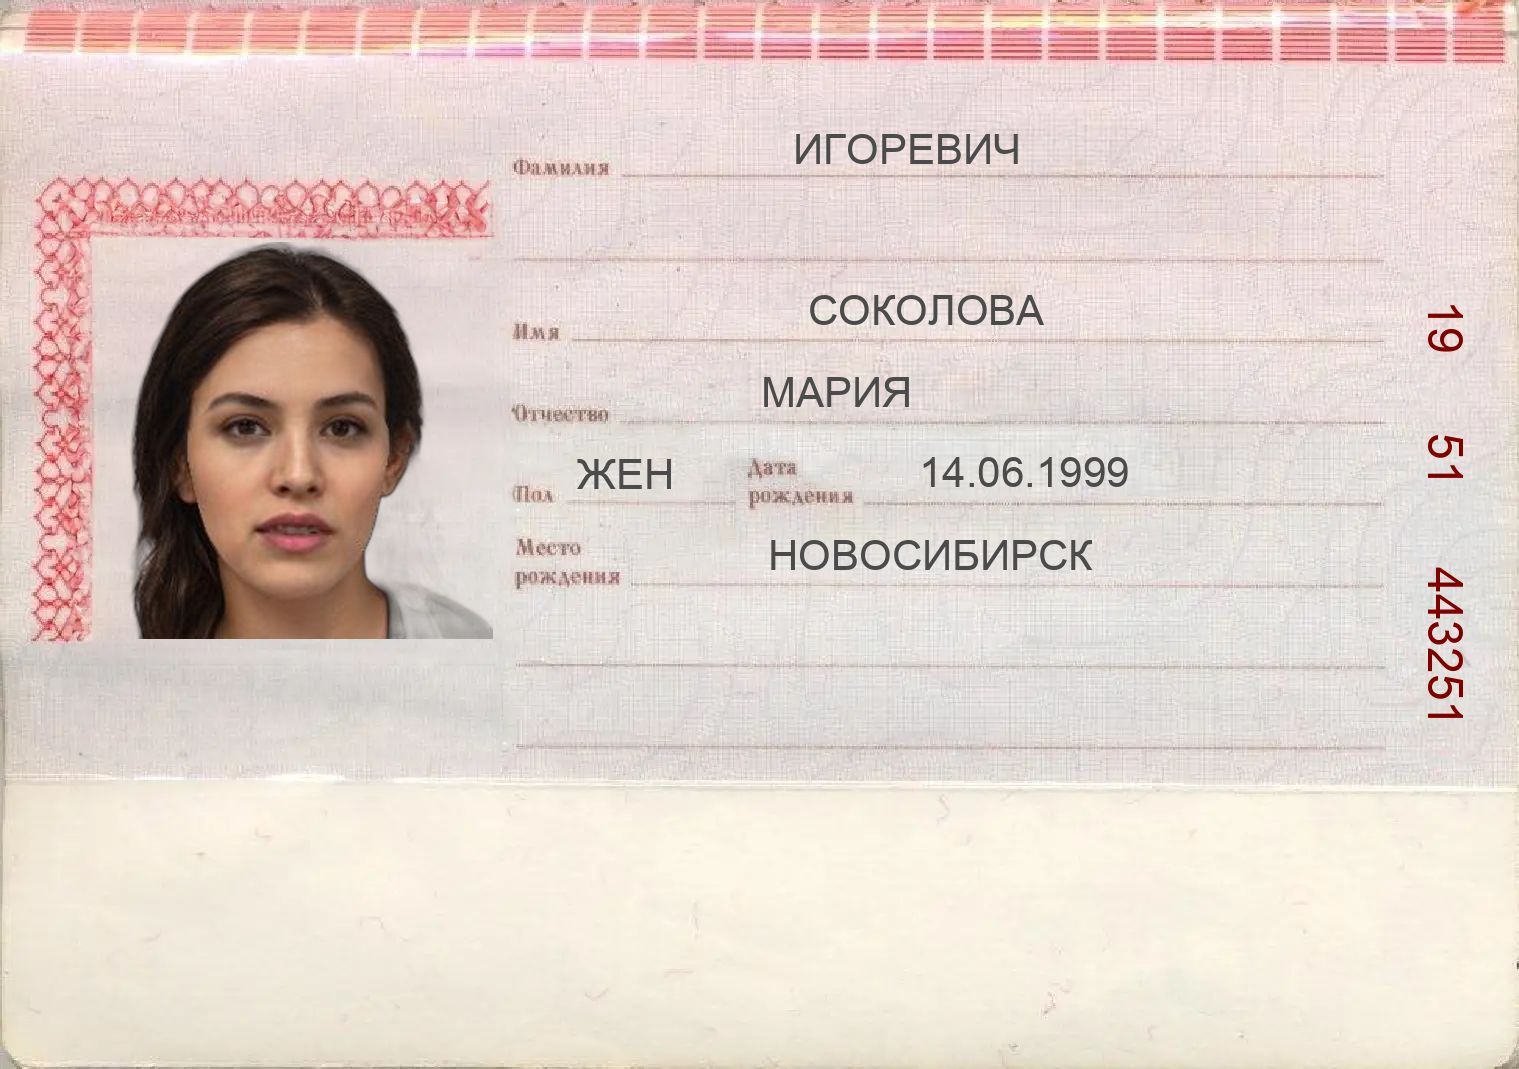 Фамилия ИГОРЕВИЧ
Имя СОКОЛОВА
Отчество МАРИЯ
Пол ЖЕН Дата рождения 14.06.1999
Место рождения НОВОСИБИРСК
19 51 443251